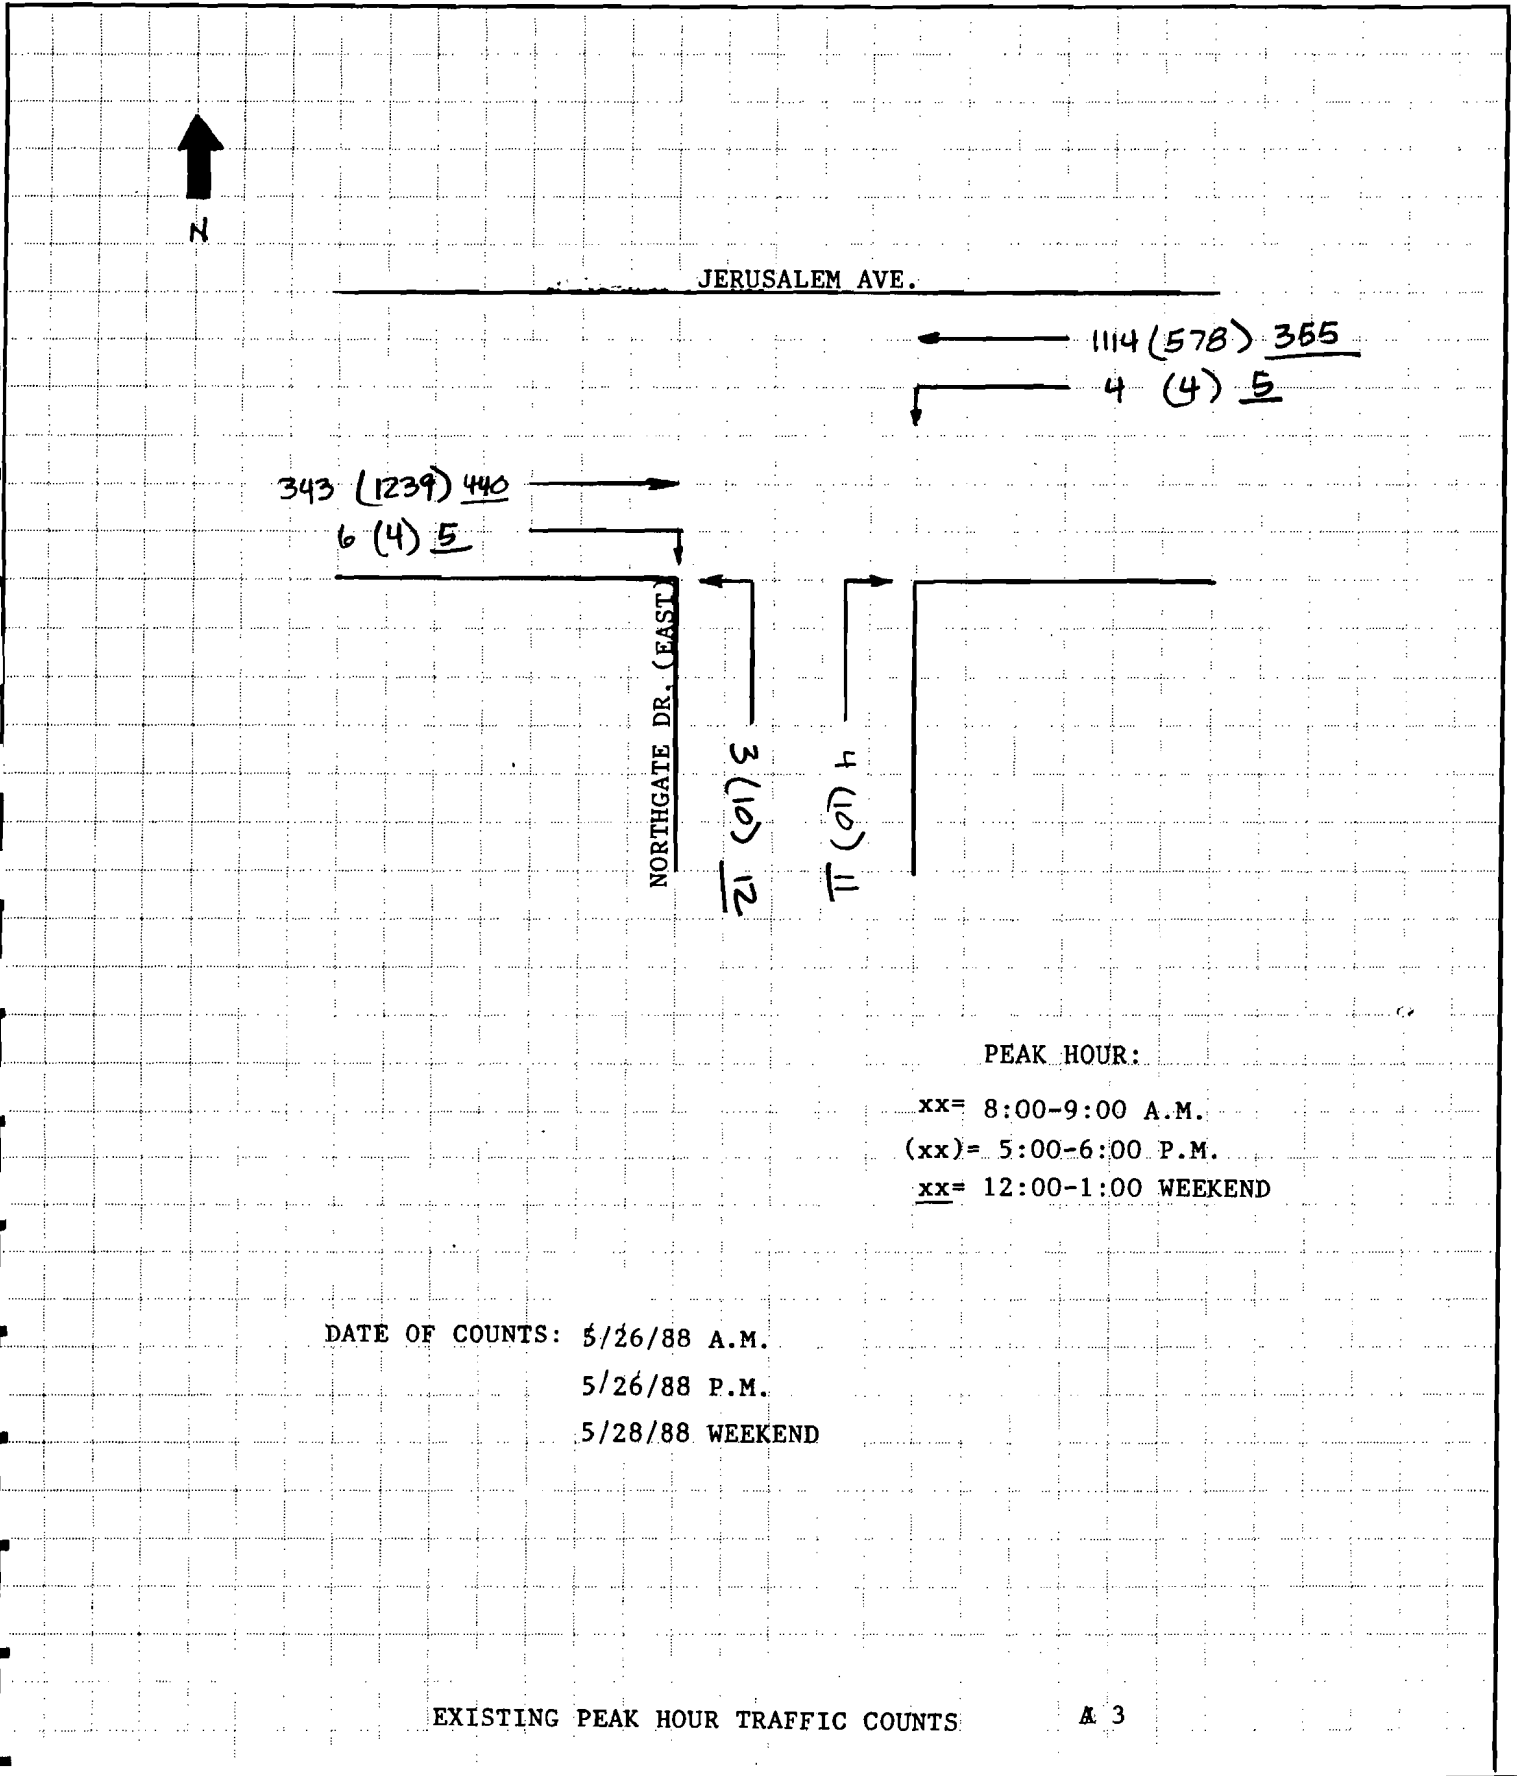 N
JERUSALEM AVE.
1114 (578) 355
4 (4) 5
343 (1239) 440
6 (4) 5
NORTHGATE DR. (EAST)
3 (10) 12
4 (10) 11
PEAK HOUR:
xx= 8:00-9:00 A.M.
(xx)= 5:00-6:00 P.M.
xx= 12:00-1:00 WEEKEND
DATE OF COUNTS: 5/26/88 A.M.
5/26/88 P.M.
5/28/88 WEEKEND
EXISTING PEAK HOUR TRAFFIC COUNTS A 3